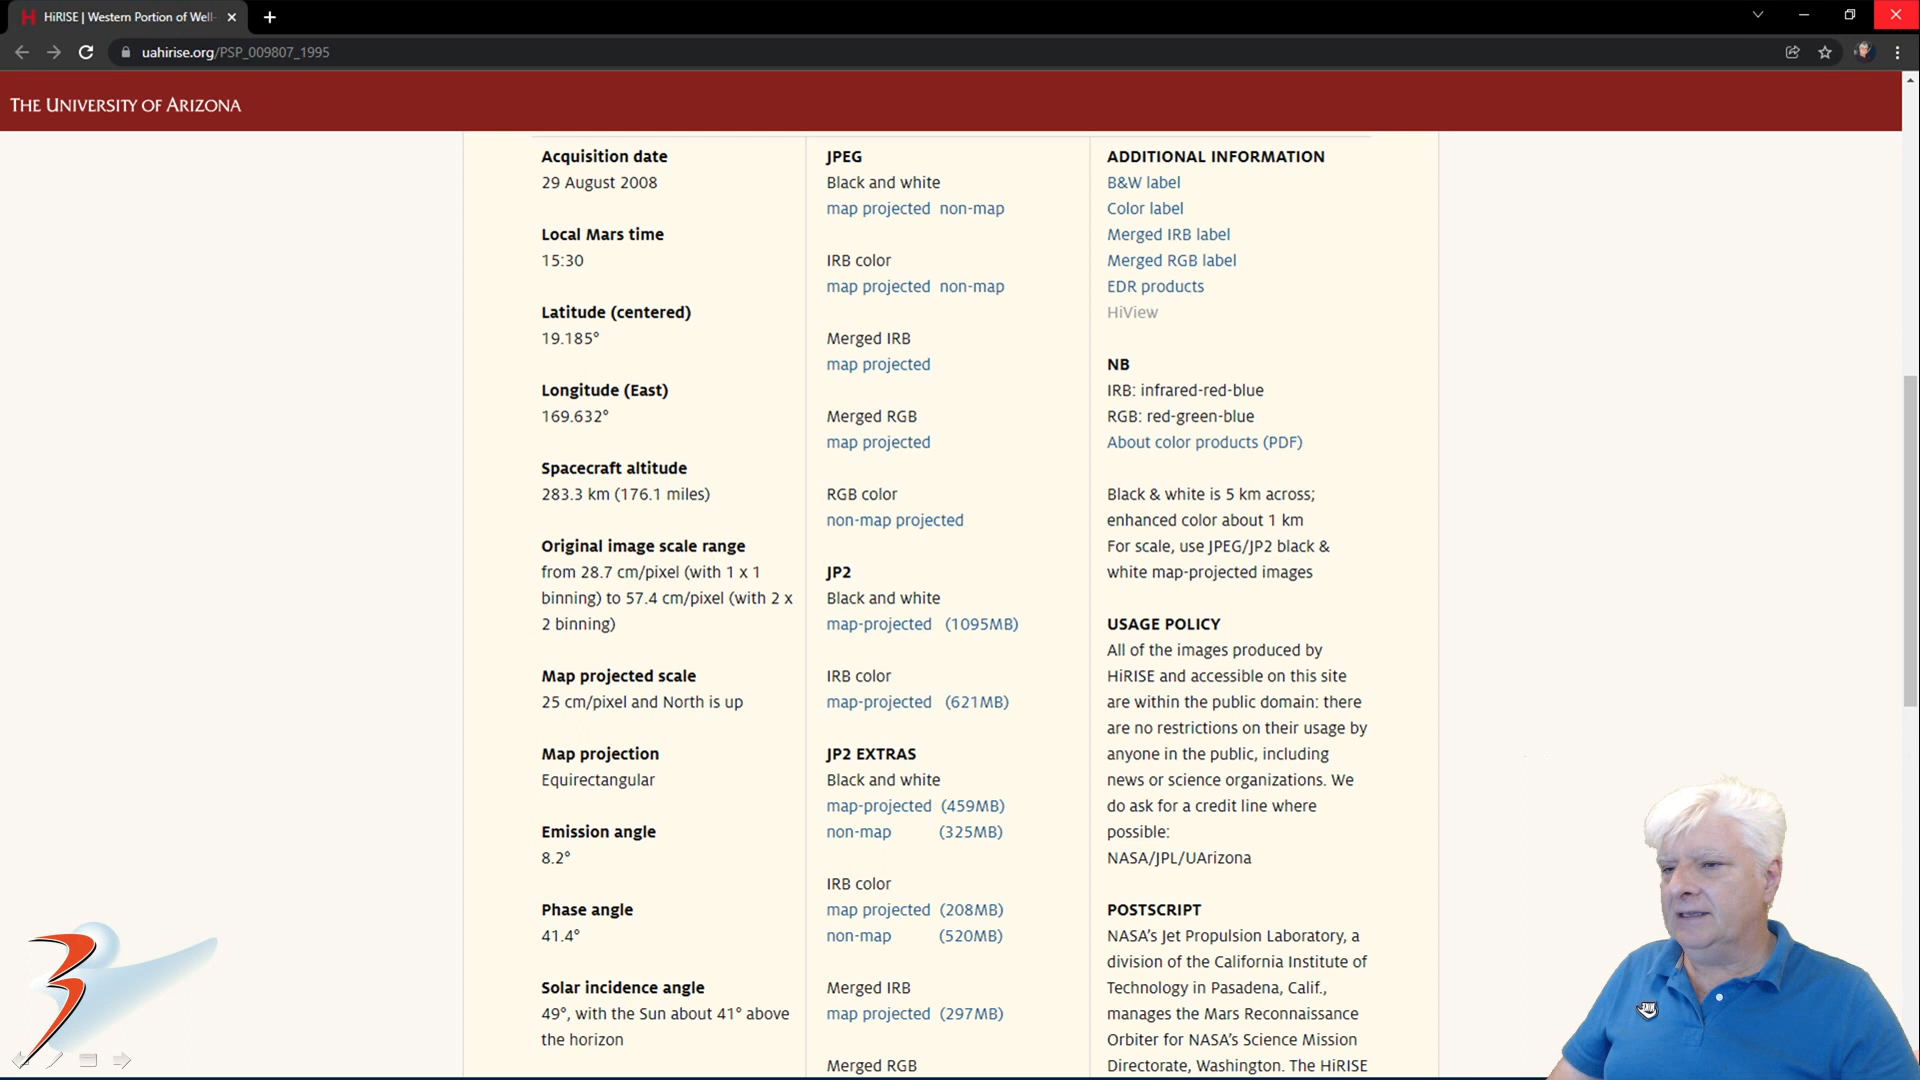 HiRISE | Western Portion of Well-
uahirise.org/PSP_009807_1995
THE UNIVERSITY OF ARIZONA
Acquisition date
29 August 2008
Local Mars time
15:30
Latitude (centered)
19.185°
Longitude (East)
169.632°
Spacecraft altitude
283.3 km (176.1 miles)
Original image scale range
from 28.7 cm/pixel (with 1 x 1
binning) to 57.4 cm/pixel (with 2 x
2 binning)
Map projected scale
25 cm/pixel and North is up
Map projection
Equirectangular
Emission angle
8.2°
Phase angle
41.4°
Solar incidence angle
49°, with the Sun about 41° above
the horizon
JPEG
Black and white
map projected non-map
IRB color
map projected non-map
Merged IRB
map projected
Merged RGB
map projected
RGB color
non-map projected
JP2
Black and white
map-projected (1095MB)
IRB color
map-projected (621MB)
JP2 EXTRAS
Black and white
map-projected (459MB)
non-map (325MB)
IRB color
map projected (208MB)
non-map (520MB)
Merged IRB
map projected (297MB)
Merged RGB
ADDITIONAL INFORMATION
B&W label
Color label
Merged IRB label
Merged RGB label
EDR products
HiView
NB
IRB: infrared-red-blue
RGB: red-green-blue
About color products (PDF)
Black & white is 5 km across;
enhanced color about 1 km
For scale, use JPEG/JP2 black &
white map-projected images
USAGE POLICY
All of the images produced by
HiRISE and accessible on this site
are within the public domain: there
are no restrictions on their usage by
anyone in the public, including
news or science organizations. We
do ask for a credit line where
possible:
NASA/JPL/UArizona
POSTSCRIPT
NASA’s Jet Propulsion Laboratory, a
division of the California Institute of
Technology in Pasadena, Calif.,
manages the Mars Reconnaissance
Orbiter for NASA’s Science Mission
Directorate, Washington. The HiRISE